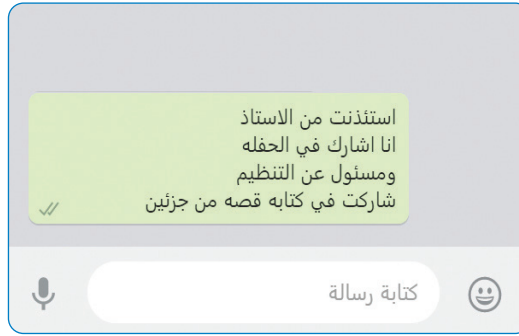 استئذنت من الاستاذ
انا اشارك في الحفله
ومسئول عن التنظيم
شاركت في كتابه قصه من جزئين
كتابة رسالة